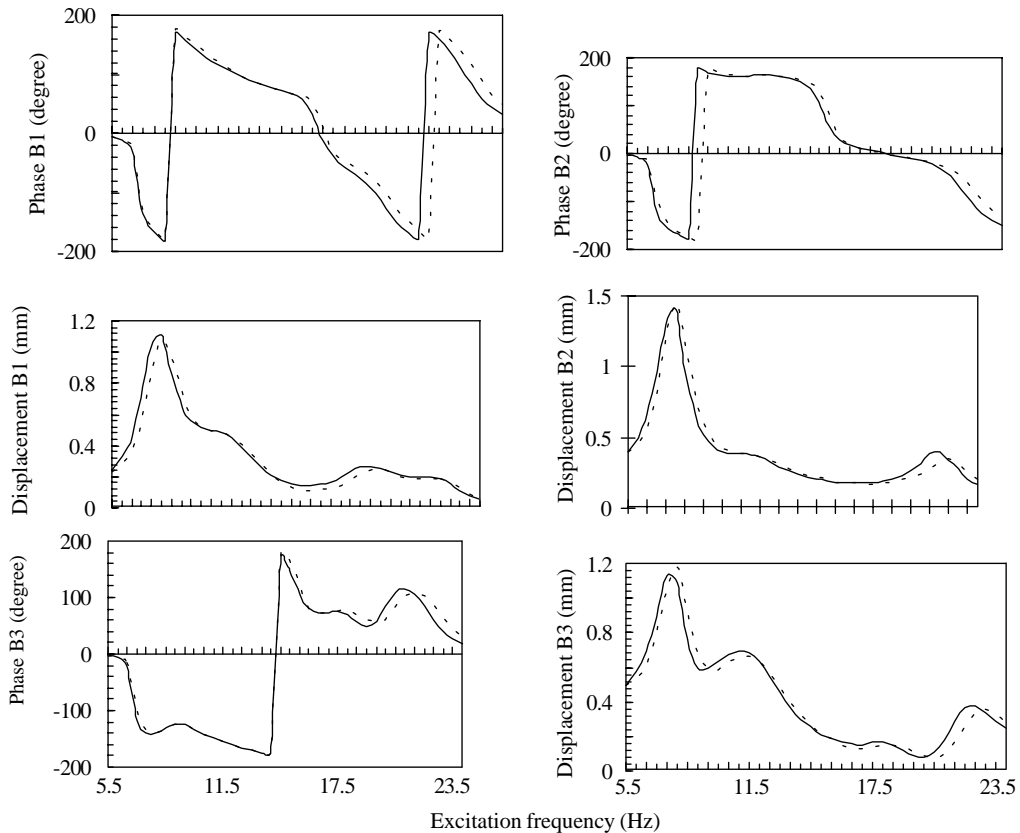 Phase B1 (degree)
200
0
-200
Phase B2 (degree)
200
0
-200
Displacement B1 (mm)
1.2
0.8
0.4
0
Displacement B2 (mm)
1.5
1
0.5
0
Phase B3 (degree)
200
100
0
-100
-200
5.5 11.5 17.5 23.5
Displacement B3 (mm)
1.2
0.8
0.4
0
5.5 11.5 17.5 23.5
Excitation frequency (Hz)